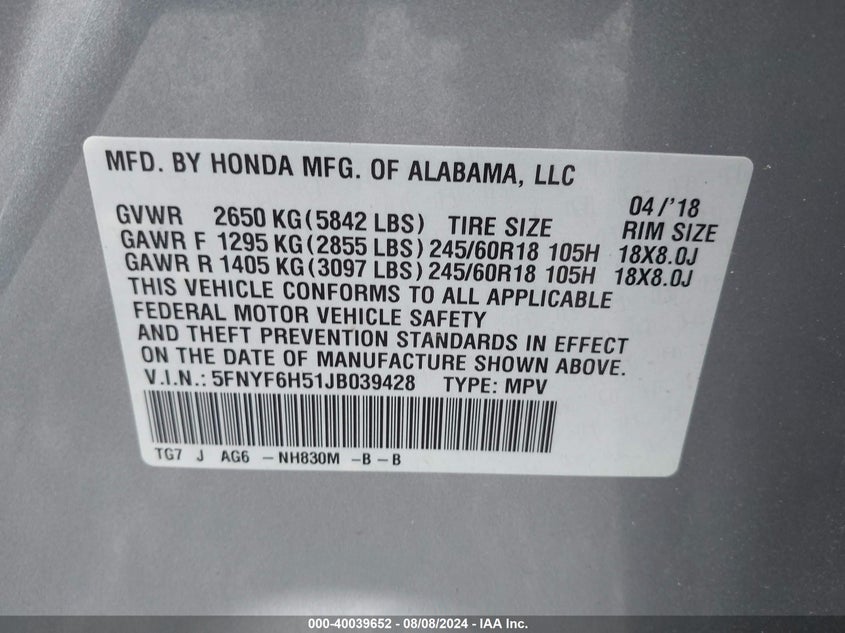 MFD. BY HONDA MFG. OF ALABAMA, LLC
04/'18
GVWR 2650 KG(5842 LBS) TIRE SIZE RIM SIZE
GAWR F 1295 KG(2855 LBS) 245/60R18 105H 18X8.0J
GAWR R 1405 KG(3097 LBS) 245/60R18 105H 18X8.0J
THIS VEHICLE CONFORMS TO ALL APPLICABLE
FEDERAL MOTOR VEHICLE SAFETY
AND THEFT PREVENTION STANDARDS IN EFFECT
ON THE DATE OF MANUFACTURE SHOWN ABOVE.
V.I.N.: 5FNYF6H51JB039428 TYPE: MPV
TG7 J AG6 - NH830M -B - B
000-40039652 - 08/08/2024 - IAA Inc.